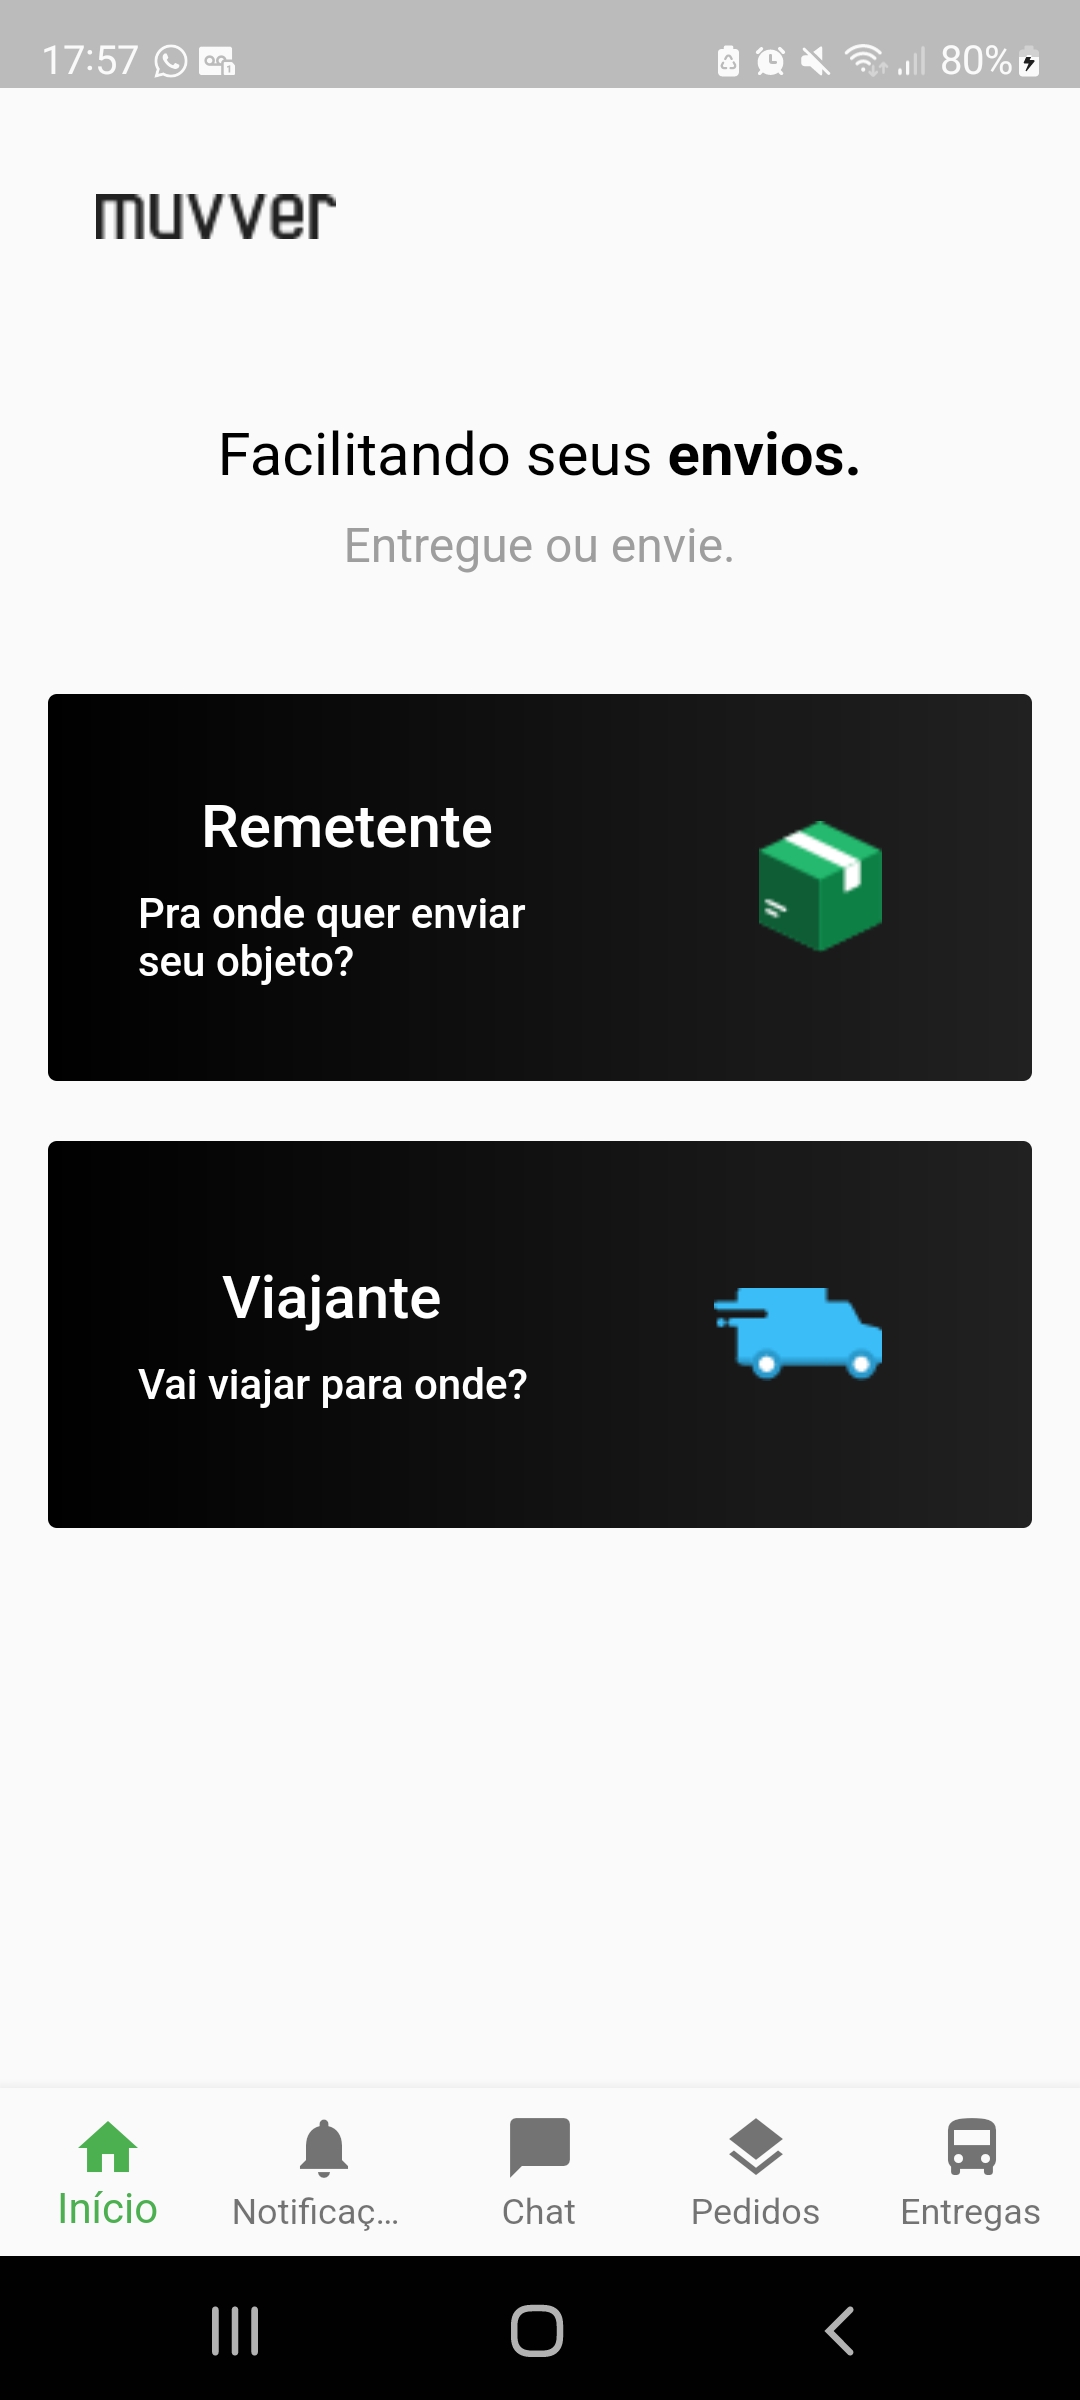 17:57
80%
muvver
Facilitando seus envios.
Entregue ou envie.
Remetente
Pra onde quer enviar
seu objeto?
Viajante
Vai viajar para onde?
Início
Notificaç...
Chat
Pedidos
Entregas